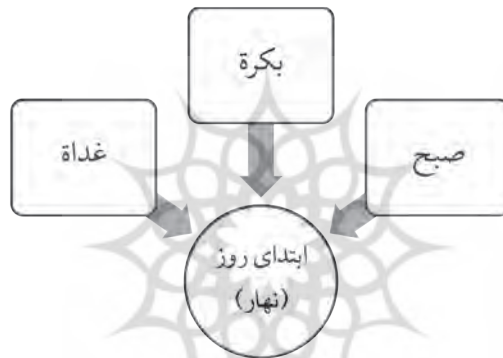 بكرة
صبح
غداة
ابتدای روز
(نهار)